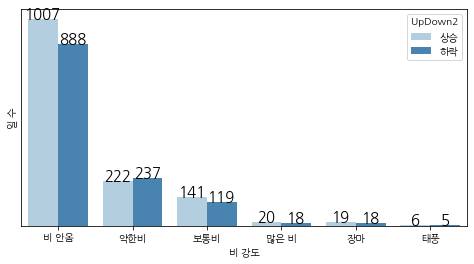 UpDown2
상승
하락
1007
888
222
237
141
119
20
18
19
18
6
5
일 수
비 안옴
약한비
보통비
많은 비
장마
태풍
비 강도